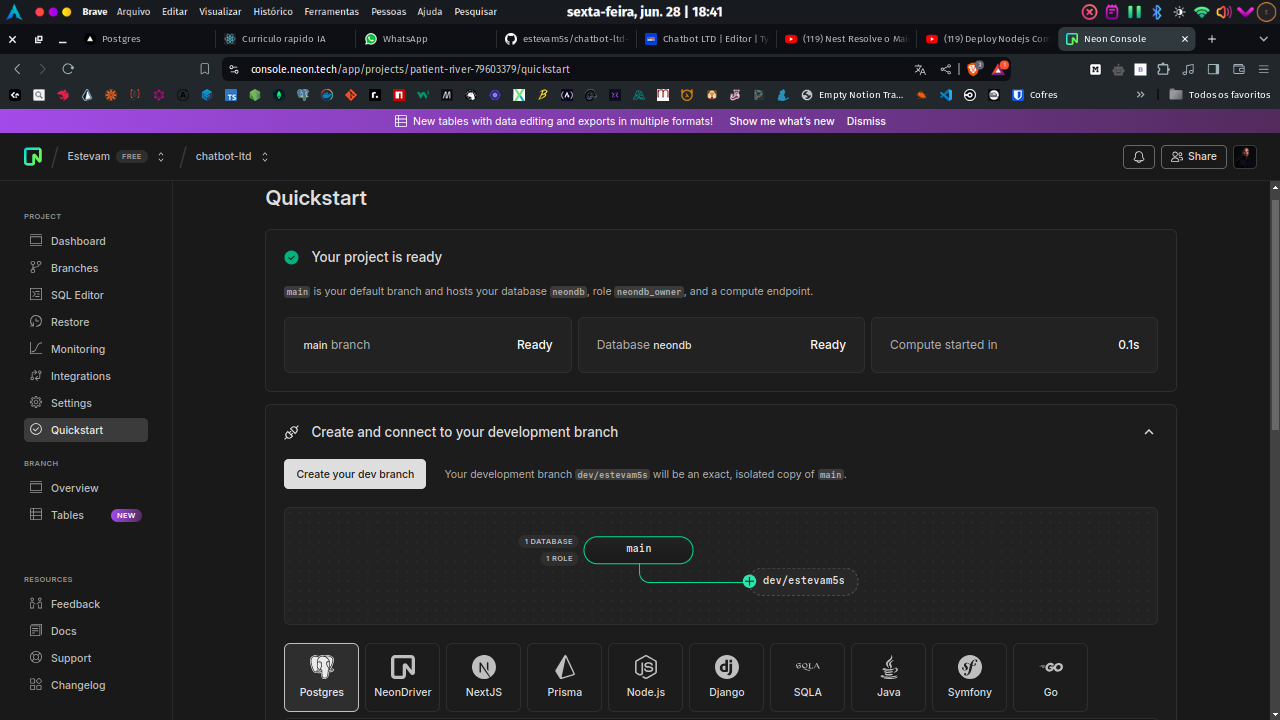 Brave Arquivo Editar Visualizar Histórico Ferramentas Pessoas Ajuda Pesquisar sexta-feira, jun. 28 | 18:41
Postgres Curriculo rapido IA WhatsApp estevam5s/chatbot-ltd- Chatbot LTD | Editor | Ty (119) Nest Resolve o Mai (119) Deploy Nodejs Con Neon Console
console.neon.tech/app/projects/patient-river-79603379/quickstart
Empty Notion Tra... Cofres Todos os favoritos
New tables with data editing and exports in multiple formats! Show me what's new Dismiss
Estevam FREE / chatbot-ltd Share
PROJECT
Dashboard
Branches
SQL Editor
Restore
Monitoring
Integrations
Settings
Quickstart
BRANCH
Overview
Tables NEW
RESOURCES
Feedback
Docs
Support
Changelog
Quickstart
Your project is ready
main is your default branch and hosts your database neondb, role neondb_owner, and a compute endpoint.
main branch Ready Database neondb Ready Compute started in 0.1s
Create and connect to your development branch
Create your dev branch Your development branch dev/estevam5s will be an exact, isolated copy of main.
1 DATABASE
1 ROLE
main
dev/estevam5s
Postgres NeonDriver NextJS Prisma Node.js Django SQLA Java Symfony Go